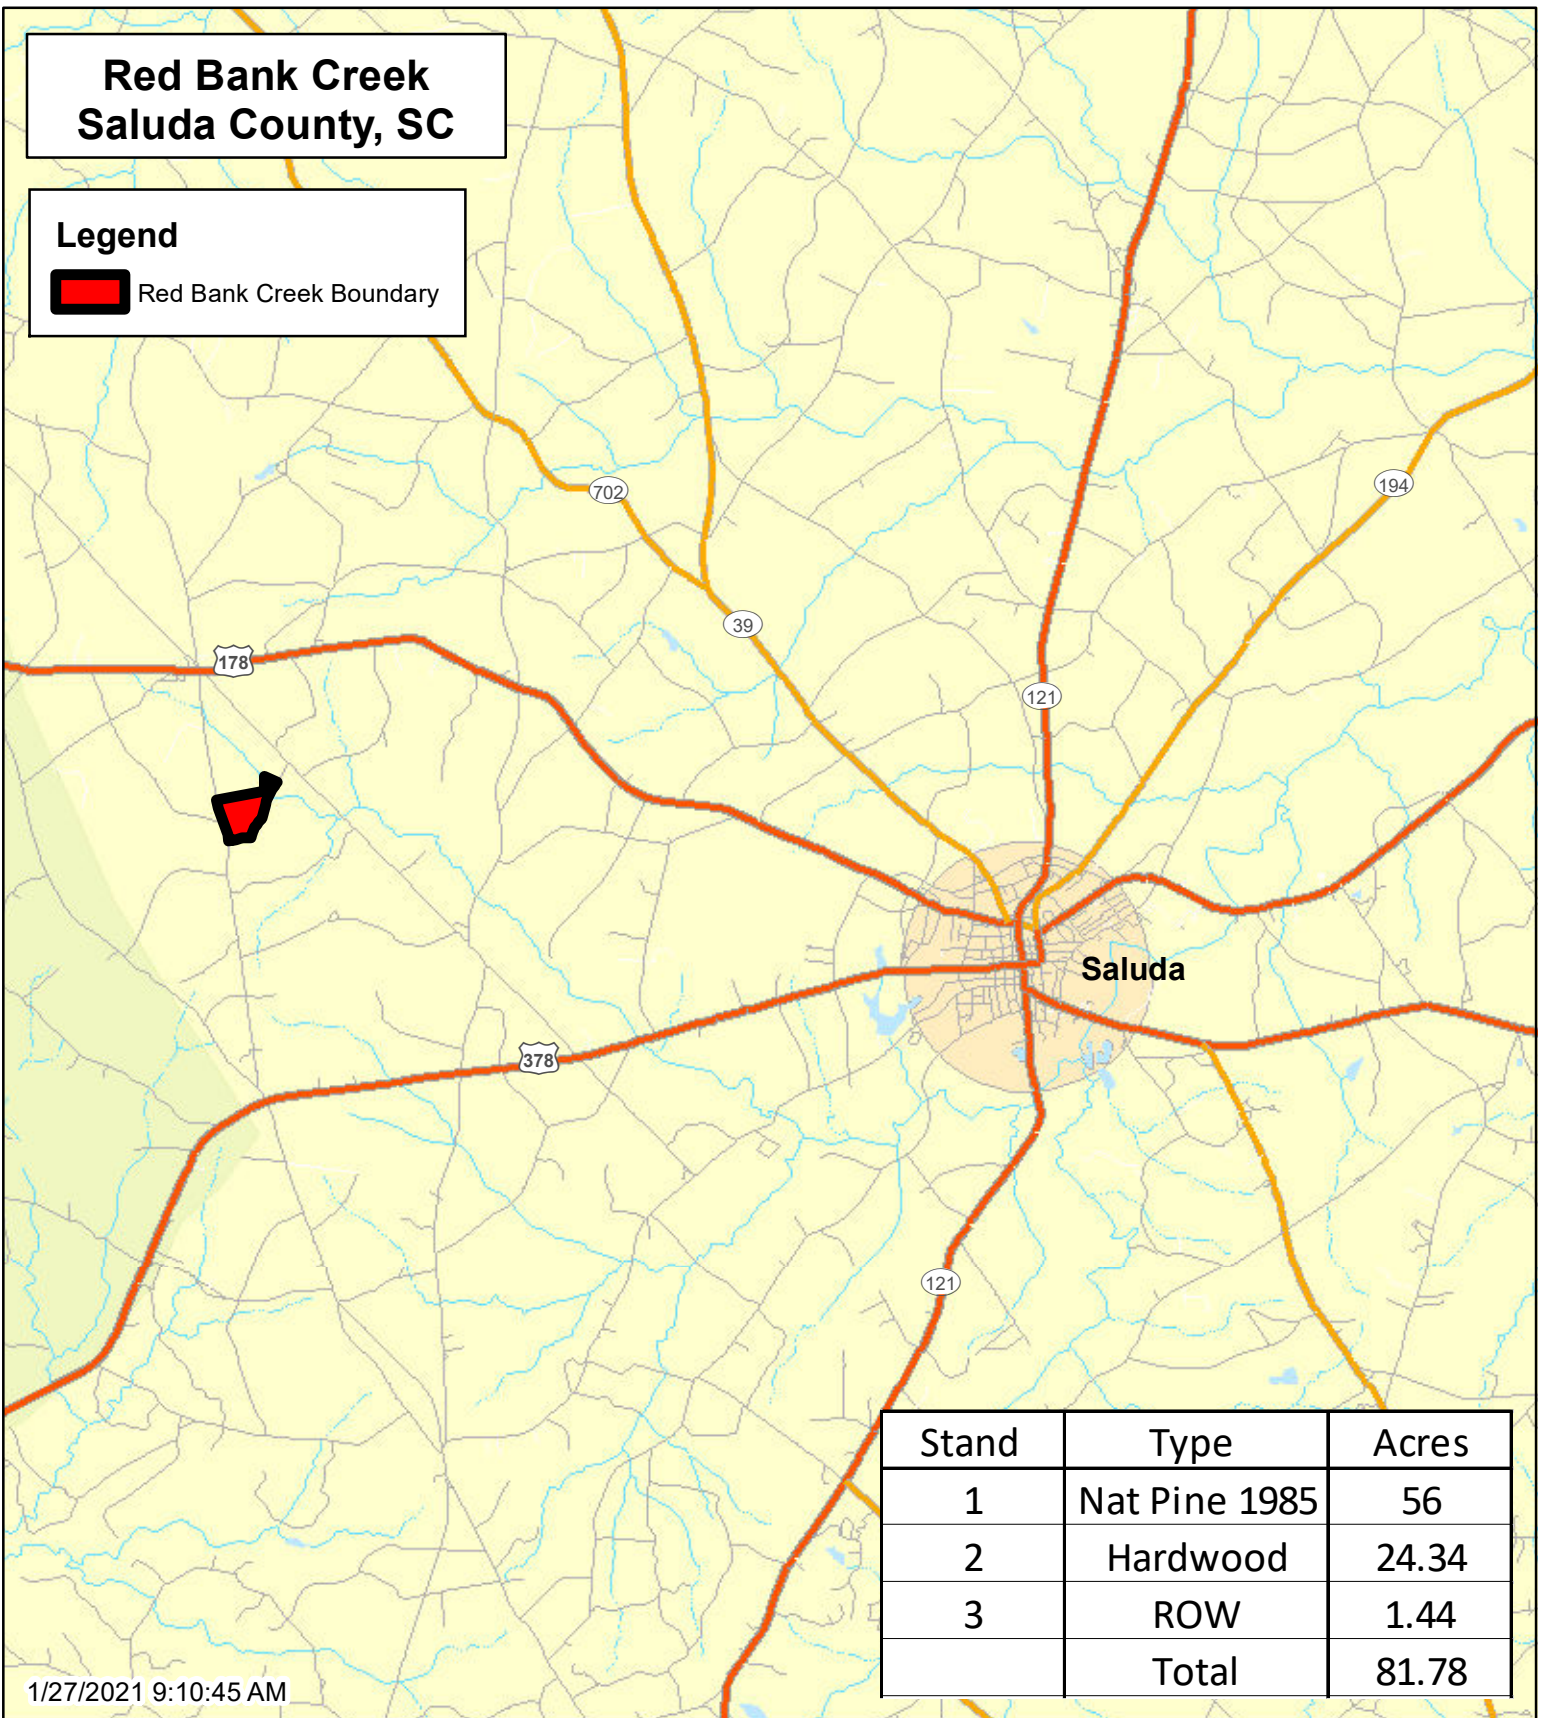 Red Bank Creek
Saluda County, SC
Legend
Red Bank Creek Boundary
702
194
39
178
121
Saluda
378
121
Stand Type Acres
1 Nat Pine 1985 56
2 Hardwood 24.34
3 ROW 1.44
Total 81.78
1/27/2021 9:10:45 AM